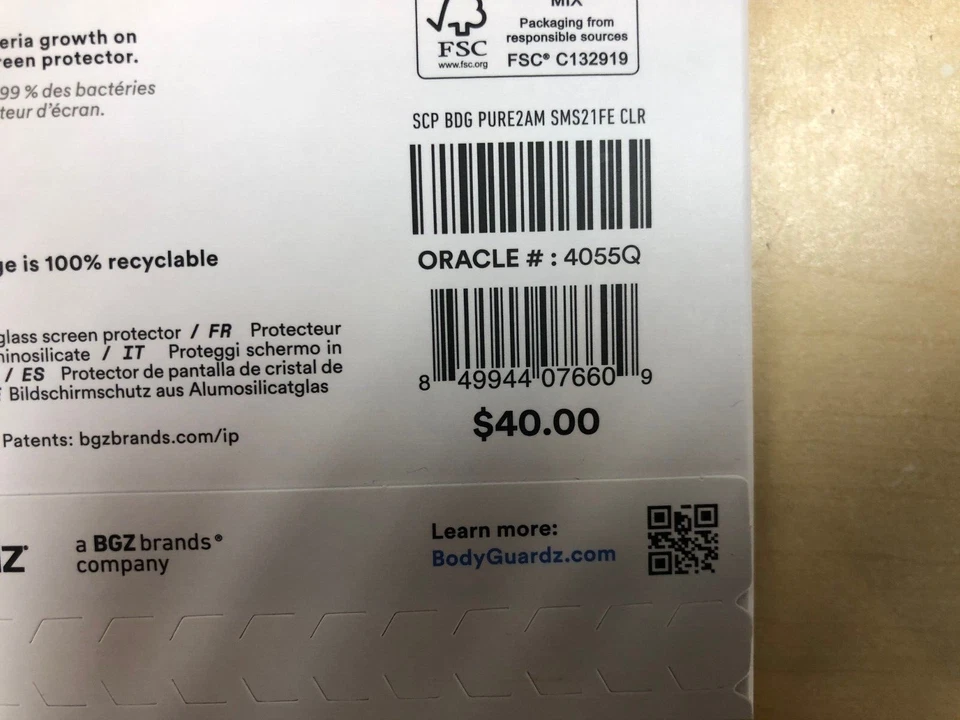 eria growth on
reen protector.
99 % des bactéries
teur d'écran.
MIX
Packaging from
responsible sources
FSC
www.fsc.org
FSC® C132919
SCP BDG PURE2AM SMS21FE CLR
ORACLE # : 4055Q
8 49944 07660 9
$40.00
ge is 100% recyclable
glass screen protector / FR Protecteur
minosilicate / IT Proteggi schermo in
/ ES Protector de pantalla de cristal de
Bildschirmschutz aus Alumosilicatglas
Patents: bgzbrands.com/ip
a BGZ brands®
company
Learn more:
BodyGuardz.com